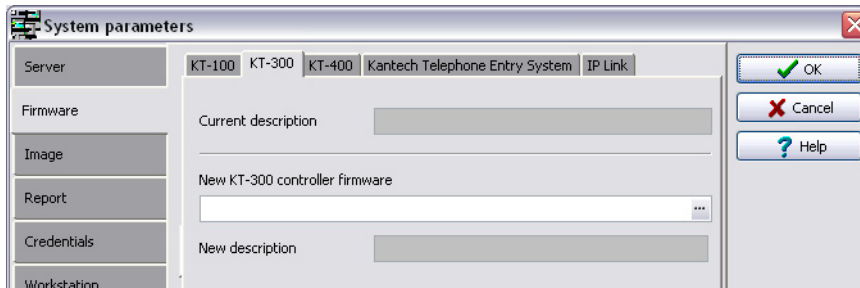 System parameters
Server
Firmware
Image
Report
Credentials
Workstation
KT-100 KT-300 KT-400 Kantech Telephone Entry System IP Link
Current description
New KT-300 controller firmware
...
New description
OK
Cancel
Help